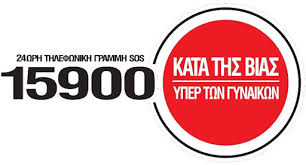 24ΩΡΗ ΤΗΛΕΦΩΝΙΚΗ ΓΡΑΜΜΗ SOS
15900
ΚΑΤΑ ΤΗΣ ΒΙΑΣ
ΥΠΕΡ ΤΩΝ ΓΥΝΑΙΚΩΝ